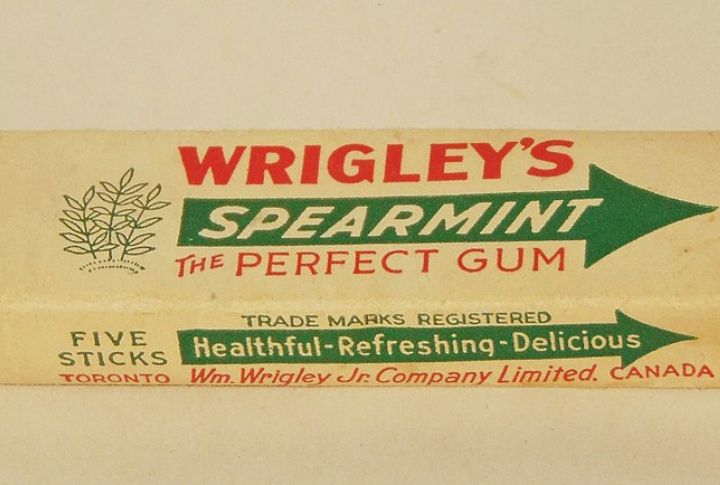 WRIGLEY'S
SPEARMINT
THE PERFECT GUM
TRADE MARKS REGISTERED
FIVE
STICKS
Healthful-Refreshing-Delicious
TORONTO Wm. Wrigley Jr. Company Limited. CANADA